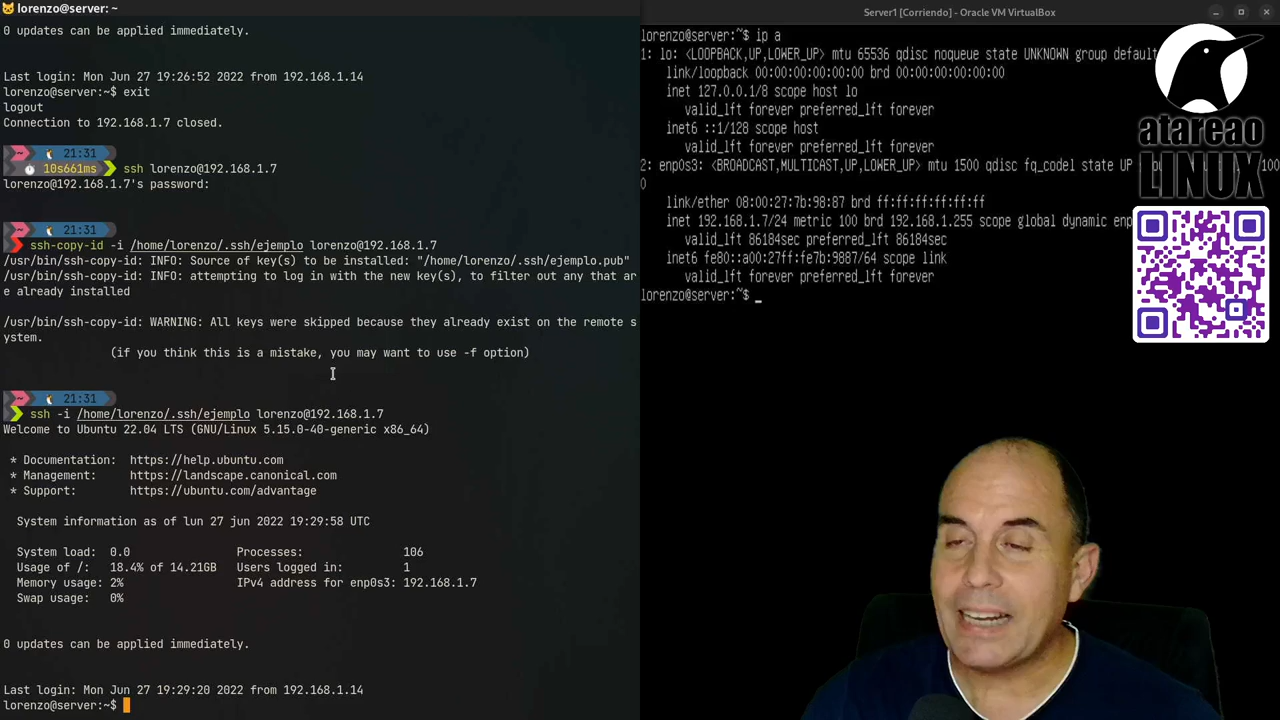 lorenzo@server: ~
0 updates can be applied immediately.
Last login: Mon Jun 27 19:26:52 2022 from 192.168.1.14
lorenzo@server:~$ exit
logout
Connection to 192.168.1.7 closed.
~ 21:31
10s661ms ssh lorenzo@192.168.1.7
lorenzo@192.168.1.7's password:
~ 21:31
ssh-copy-id -i /home/lorenzo/.ssh/ejemplo lorenzo@192.168.1.7
/usr/bin/ssh-copy-id: INFO: Source of key(s) to be installed: "/home/lorenzo/.ssh/ejemplo.pub"
/usr/bin/ssh-copy-id: INFO: attempting to log in with the new key(s), to filter out any that ar
e already installed
/usr/bin/ssh-copy-id: WARNING: All keys were skipped because they already exist on the remote s
ystem.
(if you think this is a mistake, you may want to use -f option)
~ 21:31
ssh -i /home/lorenzo/.ssh/ejemplo lorenzo@192.168.1.7
Welcome to Ubuntu 22.04 LTS (GNU/Linux 5.15.0-40-generic x86_64)
* Documentation: https://help.ubuntu.com
* Management: https://landscape.canonical.com
* Support: https://ubuntu.com/advantage
System information as of lun 27 jun 2022 19:29:58 UTC
System load: 0.0 Processes: 106
Usage of /: 18.4% of 14.21GB Users logged in: 1
Memory usage: 2% IPv4 address for enp0s3: 192.168.1.7
Swap usage: 0%
0 updates can be applied immediately.
Last login: Mon Jun 27 19:29:20 2022 from 192.168.1.14
lorenzo@server:~$
Server1 [Corriendo] - Oracle VM VirtualBox
lorenzo@server:~$ ip a
1: lo: <LOOPBACK,UP,LOWER_UP> mtu 65536 qdisc noqueue state UNKNOWN group default
link/loopback 00:00:00:00:00:00 brd 00:00:00:00:00:00
inet 127.0.0.1/8 scope host lo
valid_lft forever preferred_lft forever
inet6 ::1/128 scope host
valid_lft forever preferred_lft forever
2: enp0s3: <BROADCAST,MULTICAST,UP,LOWER_UP> mtu 1500 qdisc fq_codel state UP
0
link/ether 08:00:27:7b:98:87 brd ff:ff:ff:ff:ff:ff
inet 192.168.1.7/24 metric 100 brd 192.168.1.255 scope global dynamic
valid_lft 86184sec preferred_lft 86184sec
inet6 fe80::a00:27ff:fe7b:9887/64 scope link
valid_lft forever preferred_lft forever
lorenzo@server:~$ _
atareao
LINUX